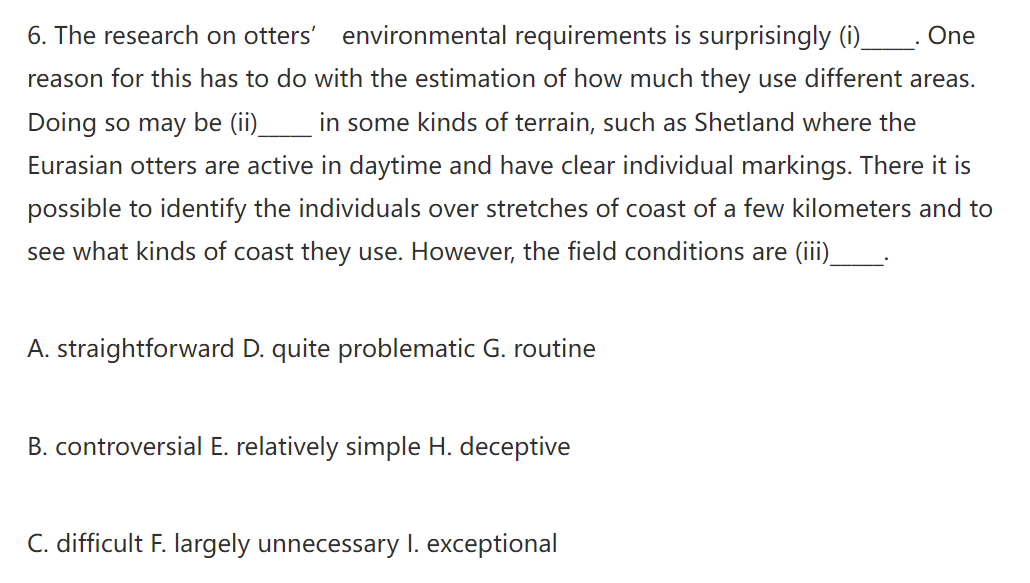 6. The research on otters’ environmental requirements is surprisingly (i)_____. One
reason for this has to do with the estimation of how much they use different areas.
Doing so may be (ii)_____ in some kinds of terrain, such as Shetland where the
Eurasian otters are active in daytime and have clear individual markings. There it is
possible to identify the individuals over stretches of coast of a few kilometers and to
see what kinds of coast they use. However, the field conditions are (iii)_____.
A. straightforward D. quite problematic G. routine
B. controversial E. relatively simple H. deceptive
C. difficult F. largely unnecessary I. exceptional